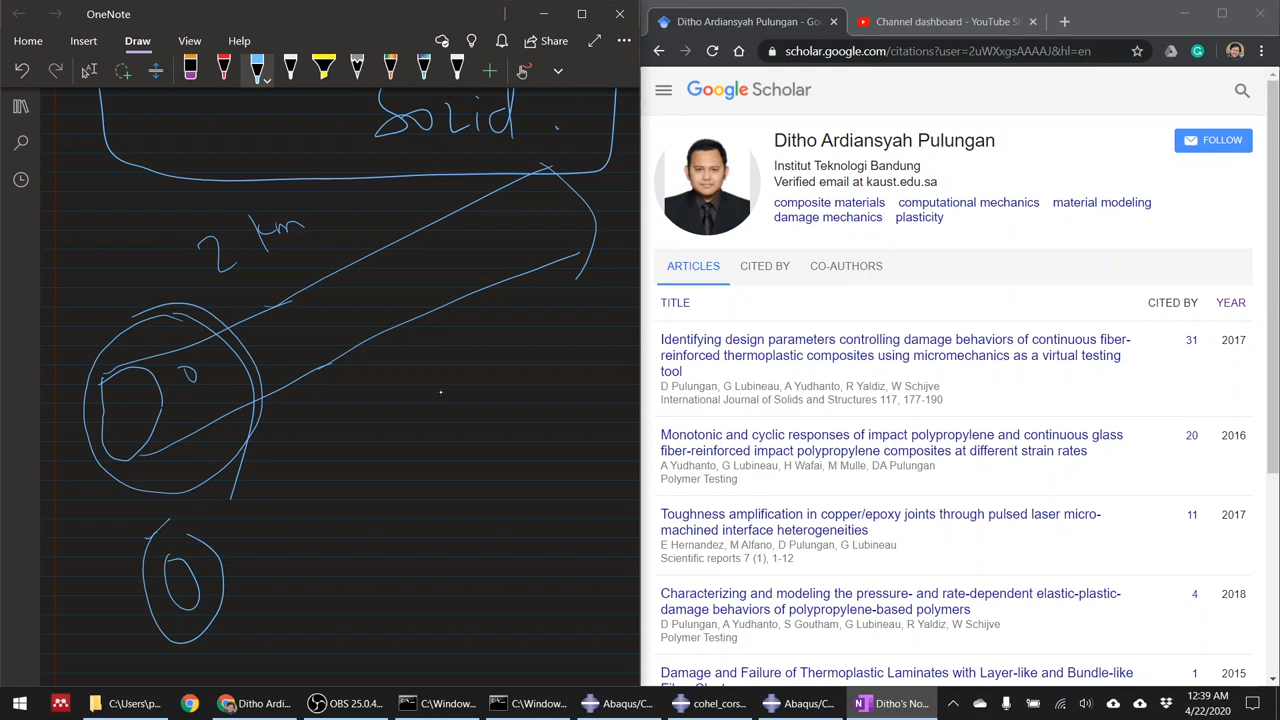 OneNote
Home
Insert
Draw
View
Help
Share
Solid.
2 km
Ditho Ardiansyah Pulungan - Go
Channel dashboard - YouTube St
scholar.google.com/citations?user=2uWXxgsAAAAJ&hl=en
Google Scholar
Ditho Ardiansyah Pulungan
FOLLOW
Institut Teknologi Bandung
Verified email at kaust.edu.sa
composite materials computational mechanics material modeling
damage mechanics plasticity
ARTICLES CITED BY CO-AUTHORS
TITLE CITED BY YEAR
Identifying design parameters controlling damage behaviors of continuous fiber- 31 2017
reinforced thermoplastic composites using micromechanics as a virtual testing
tool
D Pulungan, G Lubineau, A Yudhanto, R Yaldiz, W Schijve
International Journal of Solids and Structures 117, 177-190
Monotonic and cyclic responses of impact polypropylene and continuous glass 20 2016
fiber-reinforced impact polypropylene composites at different strain rates
A Yudhanto, G Lubineau, H Wafai, M Mulle, DA Pulungan
Polymer Testing
Toughness amplification in copper/epoxy joints through pulsed laser micro- 11 2017
machined interface heterogeneities
E Hernandez, M Alfano, D Pulungan, G Lubineau
Scientific reports 7 (1), 1-12
Characterizing and modeling the pressure- and rate-dependent elastic-plastic- 4 2018
damage behaviors of polypropylene-based polymers
D Pulungan, A Yudhanto, S Goutham, G Lubineau, R Yaldiz, W Schijve
Polymer Testing
Damage and Failure of Thermoplastic Laminates with Layer-like and Bundle-like 1 2015
C:\Users\p...
Ditho Ardi...
OBS 25.0.4...
C:\Window...
C:\Window...
Abaqus/C...
cohel_cors...
Abaqus/C...
Ditho's No...
12:39 AM
4/22/2020